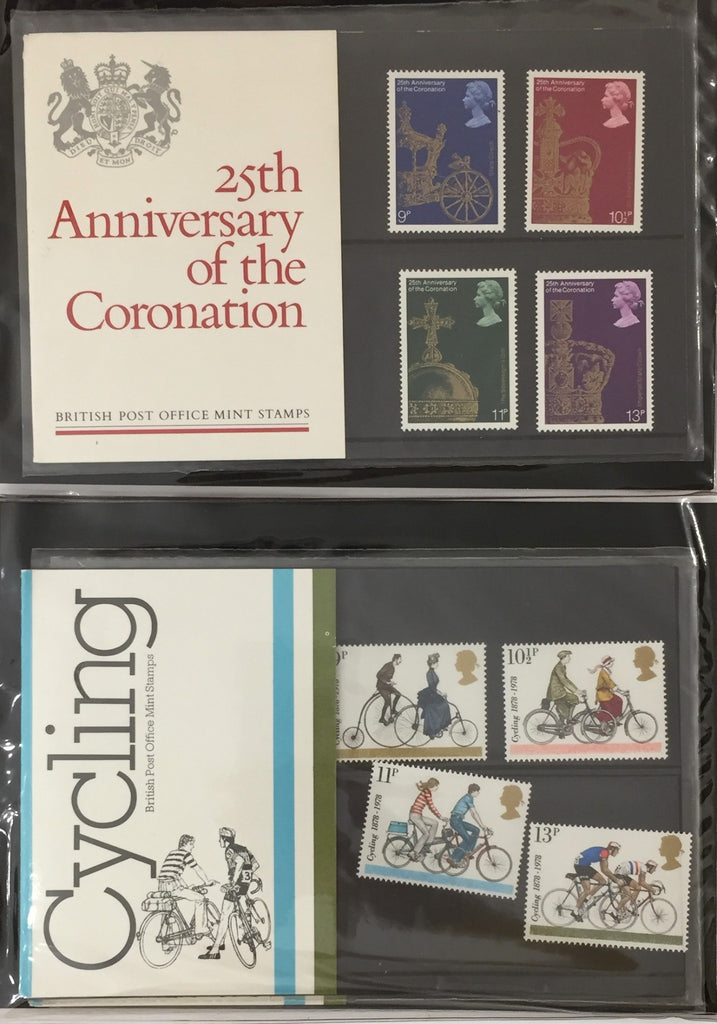 DIEU ET MON DROIT
25th
Anniversary
of the
Coronation
BRITISH POST OFFICE MINT STAMPS
25th Anniversary
of the Coronation
9P
25th Anniversary
of the Coronation
10½P
25th Anniversary
of the Coronation
11P
25th Anniversary
of the Coronation
13P
Cycling
British Post Office Mint Stamps
3
10½P
Cycling 1878-1978
11P
Cycling 1878-1978
13P
Cycling 1878-1978